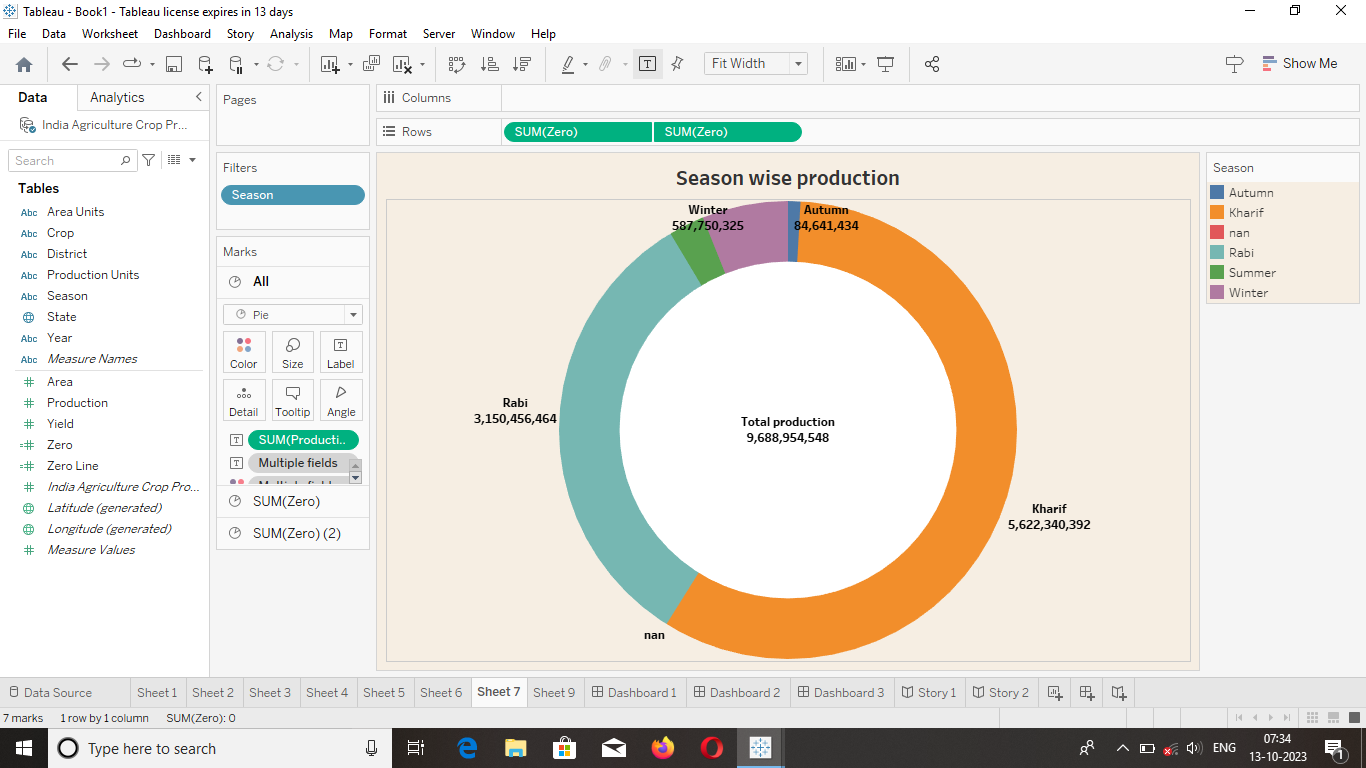 Tableau - Book1 - Tableau license expires in 13 days
File Data Worksheet Dashboard Story Analysis Map Format Server Window Help
Fit Width
Show Me
Data Analytics
India Agriculture Crop Pr...
Search
Tables
Abc Area Units
Abc Crop
Abc District
Abc Production Units
Abc Season
State
Abc Year
Abc Measure Names
# Area
# Production
# Yield
=# Zero
=# Zero Line
# India Agriculture Crop Pro...
Latitude (generated)
Longitude (generated)
# Measure Values
Pages
Filters
Season
Marks
All
Pie
Color Size Label
Detail Tooltip Angle
SUM(Producti..
Multiple fields
SUM(Zero)
SUM(Zero) (2)
Columns
Rows SUM(Zero) SUM(Zero)
Season wise production
Winter
587,750,325
Autumn
84,641,434
Rabi
3,150,456,464
Total production
9,688,954,548
Kharif
5,622,340,392
nan
Season
Autumn
Kharif
nan
Rabi
Summer
Winter
Data Source Sheet 1 Sheet 2 Sheet 3 Sheet 4 Sheet 5 Sheet 6 Sheet 7 Sheet 9 Dashboard 1 Dashboard 2 Dashboard 3 Story 1 Story 2
7 marks 1 row by 1 column SUM(Zero): 0
Type here to search
ENG
07:34
13-10-2023
1